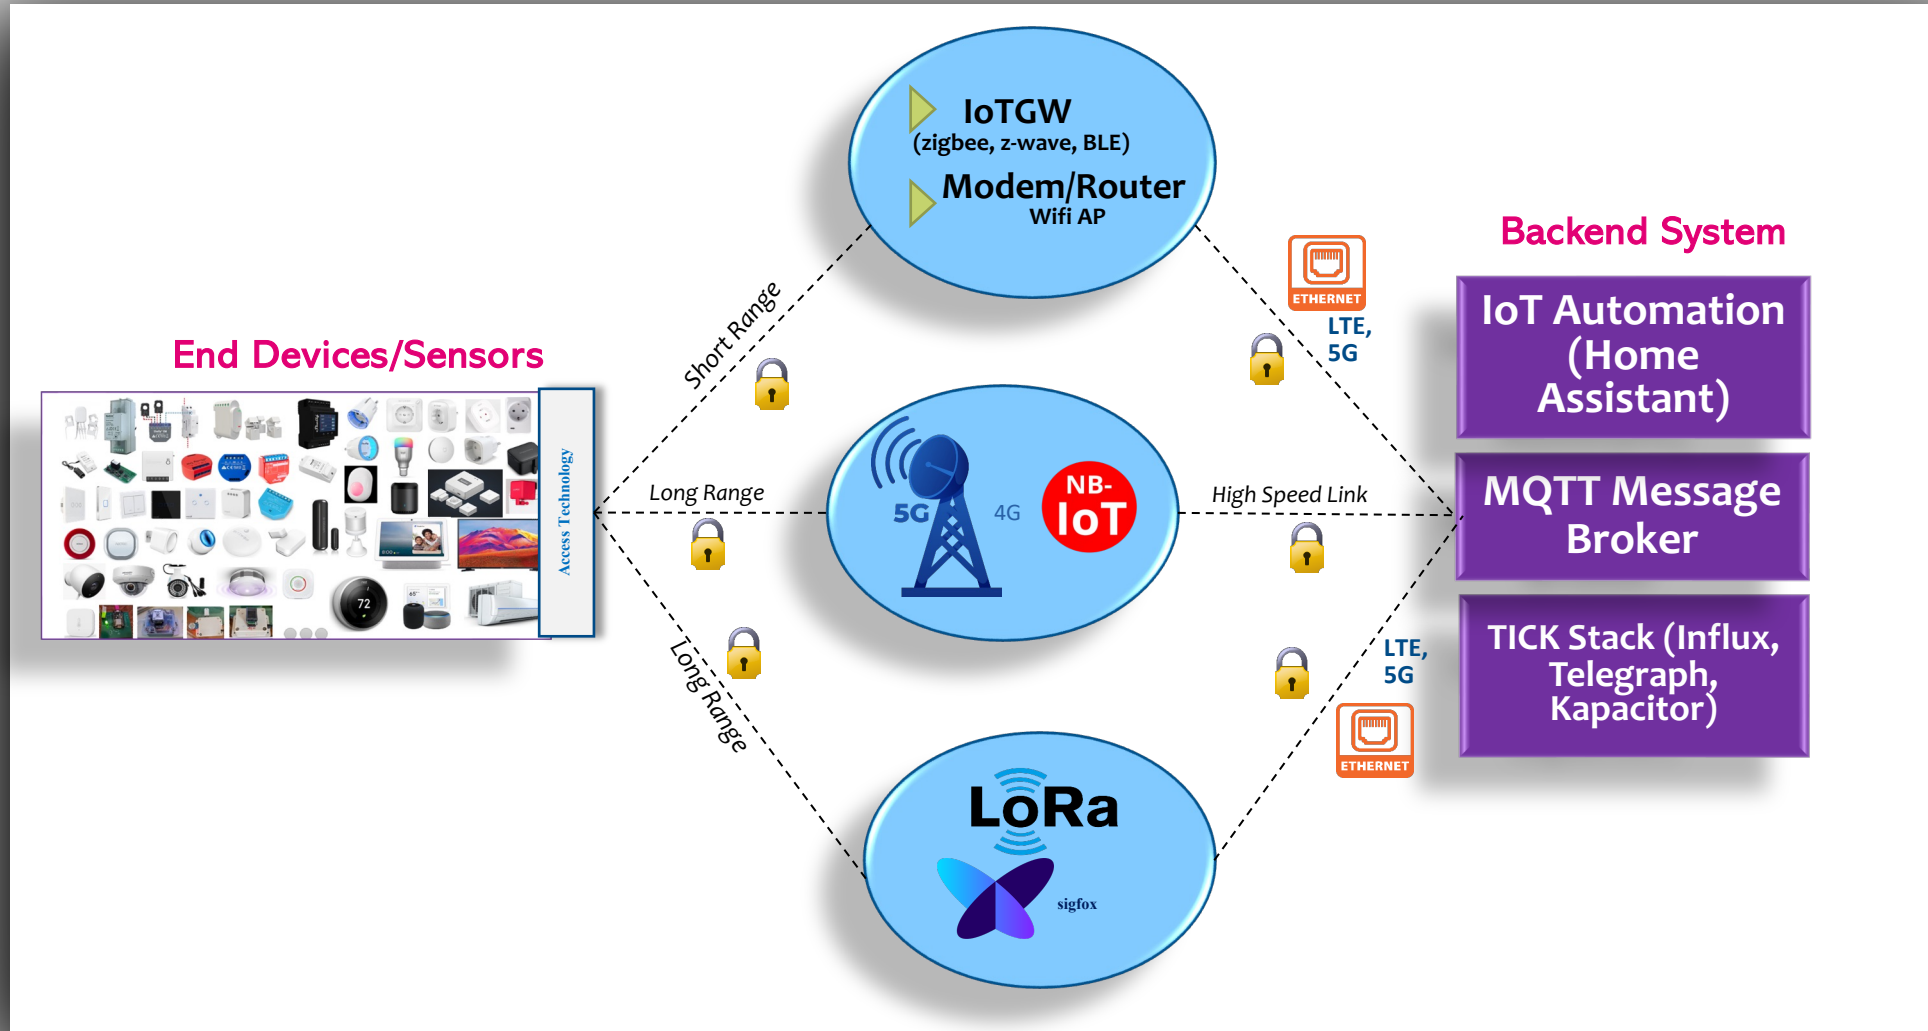 IoTGW
(zigbee, z-wave, BLE)
Modem/Router
Wifi AP
Backend System
ETHERNET
LTE,
5G
Short Range
End Devices/Sensors
Access Technology
IoT Automation
(Home
Assistant)
Long Range
5G
4G
NB-
IoT
High Speed Link
MQTT Message
Broker
72
65°
Long Range
LTE,
5G
ETHERNET
TICK Stack (Influx,
Telegraph,
Kapacitor)
LoRa
sigfox